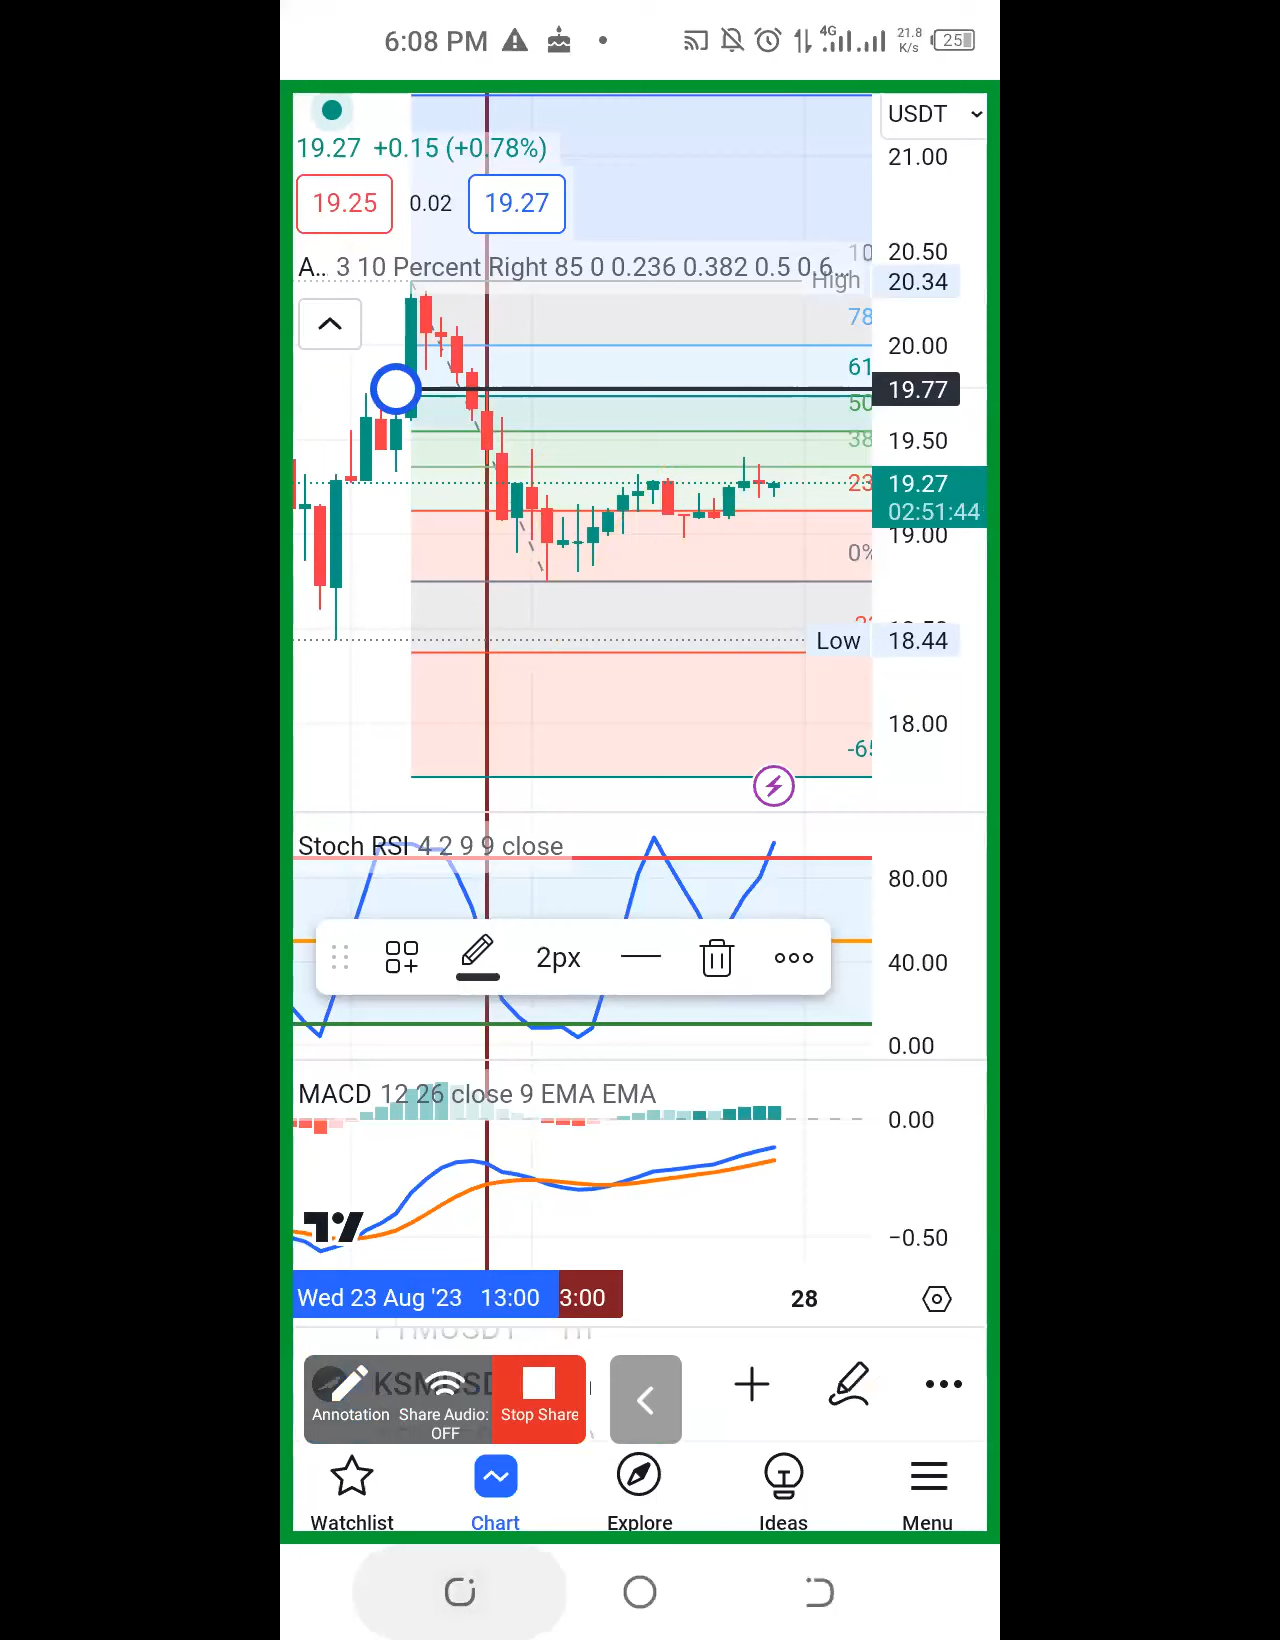 6:08 PM
4G
21.8
K/s
25
USDT
19.27 +0.15 (+0.78%)
21.00
19.25 0.02 19.27
20.50
A.. 3 10 Percent Right 85 0 0.236 0.382 0.5 0.6...
High 20.34
78
20.00
61
19.77
50
38
19.50
23
19.27
02:51:44
19.00
0%
Low 18.44
18.00
-65
Stoch RSI 4 2 9 9 close
80.00
2px
40.00
0.00
MACD 12 26 close 9 EMA EMA
0.00
−0.50
Wed 23 Aug '23 13:00 3:00
28
KSMUSD
Annotation
Share Audio:
OFF
Stop Share
Watchlist
Chart
Explore
Ideas
Menu